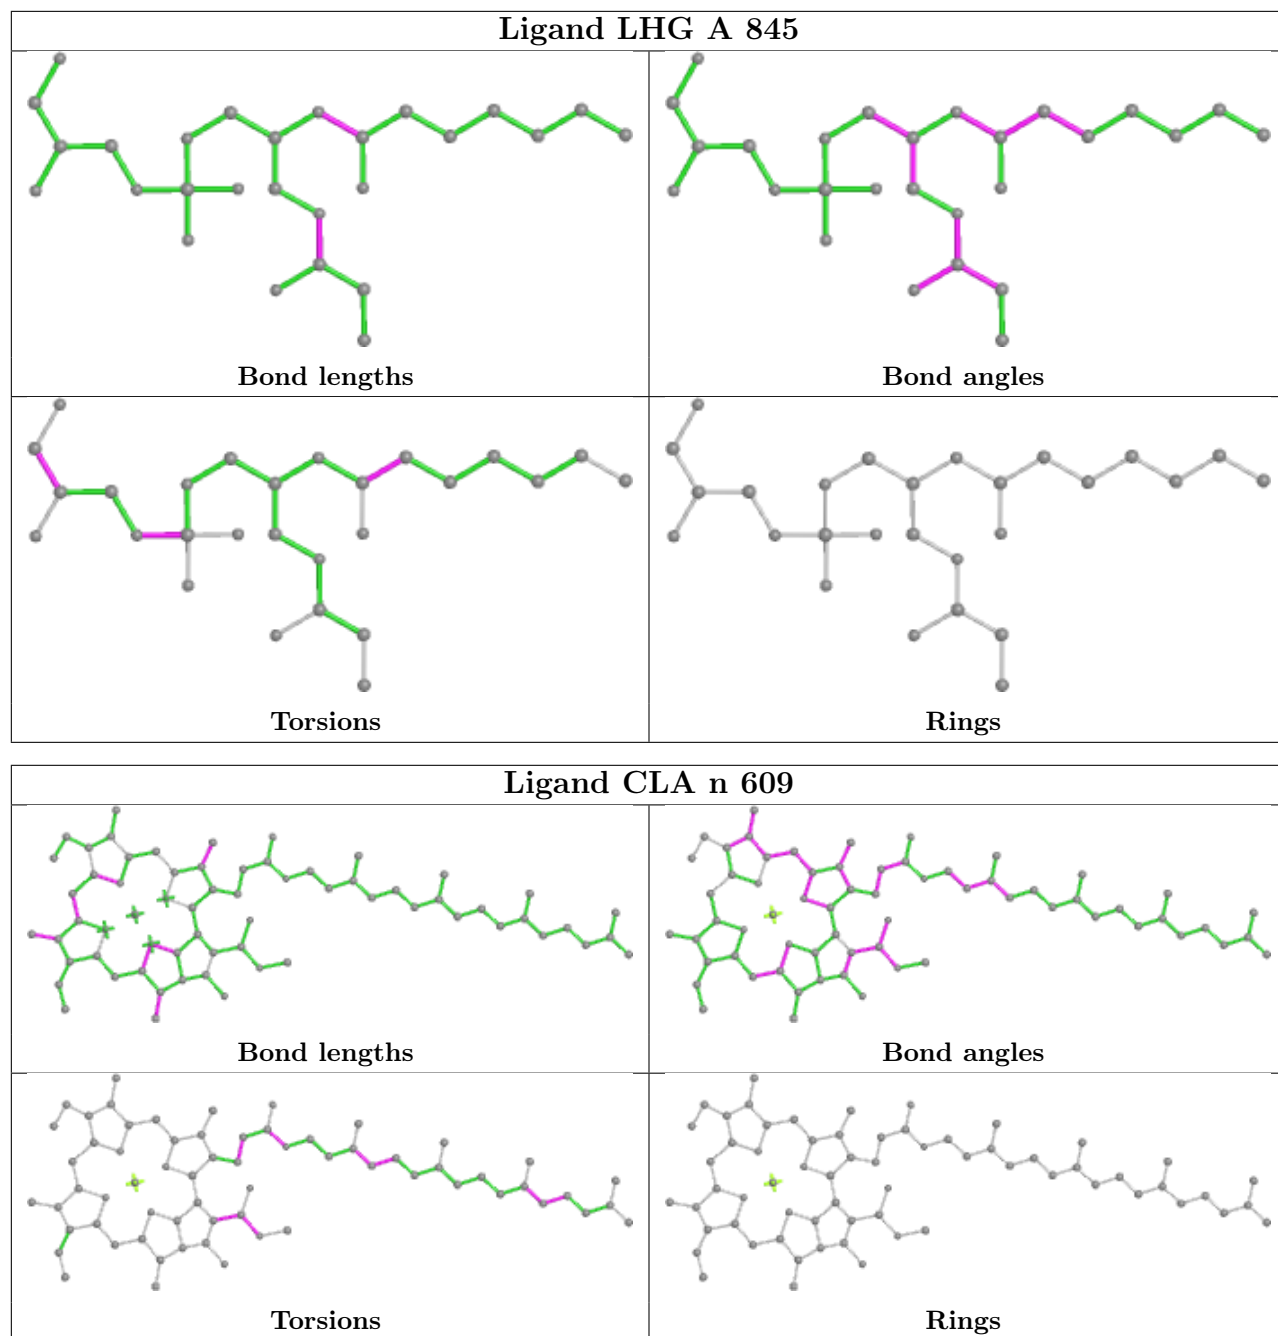 Ligand LHG A 845
Bond lengths
Bond angles
Torsions
Rings
Ligand CLA n 609
Bond lengths
Bond angles
Torsions
Rings